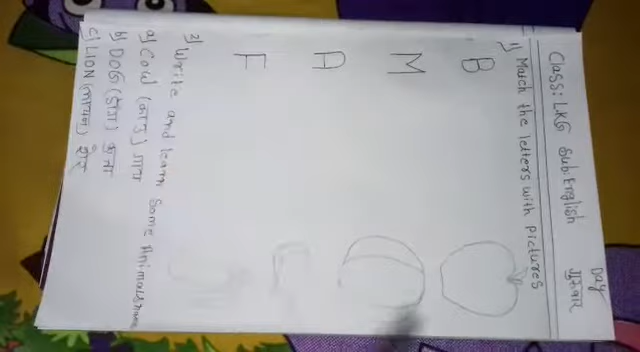 Day
Class: LKG Sub: English शुक्रवार
1) Match the letters with pictures
B
M
A
F
2) Write and learn some Animals name
a) Cow (काउ) गाय
b) DOG (डॉग) कुत्ता
c) LION (लायन) शेर